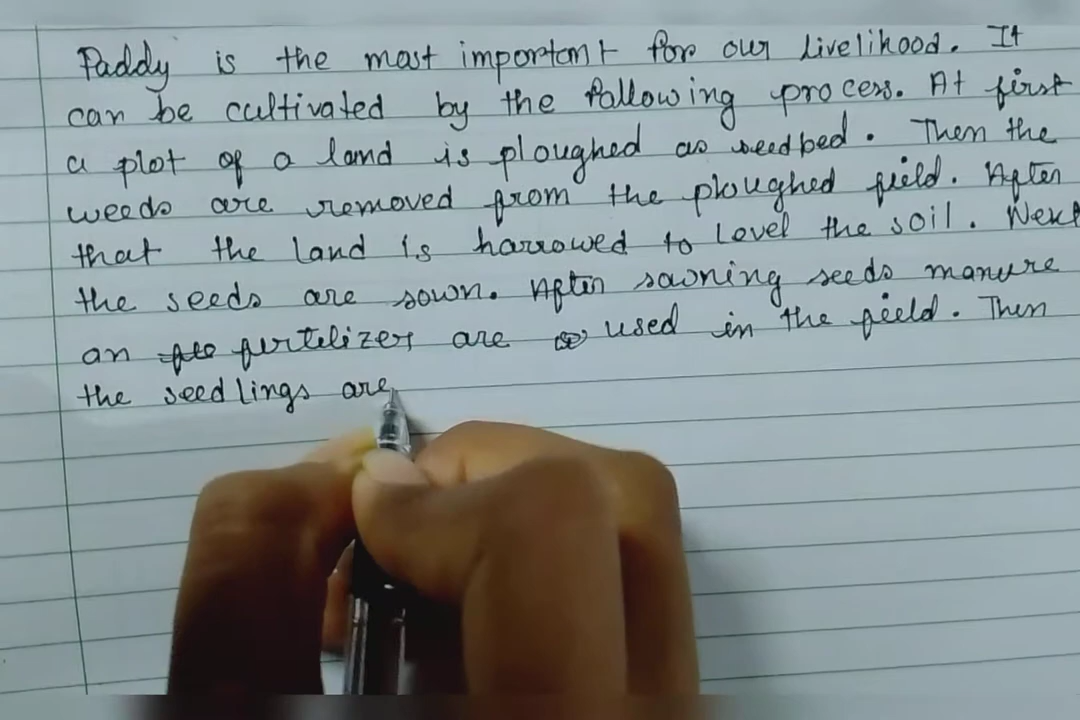 Paddy is the most important for our livelihood. It
can be cultivated by the fallowing process. At first
a plot of a land is ploughed as seedbed. Then the
weeds are removed from the ploughed field. After
that the land is harrowed to level the soil. Next
the seeds are sown. After sowning seeds manure
an fertilizer are used in the field. Then
the seedlings are